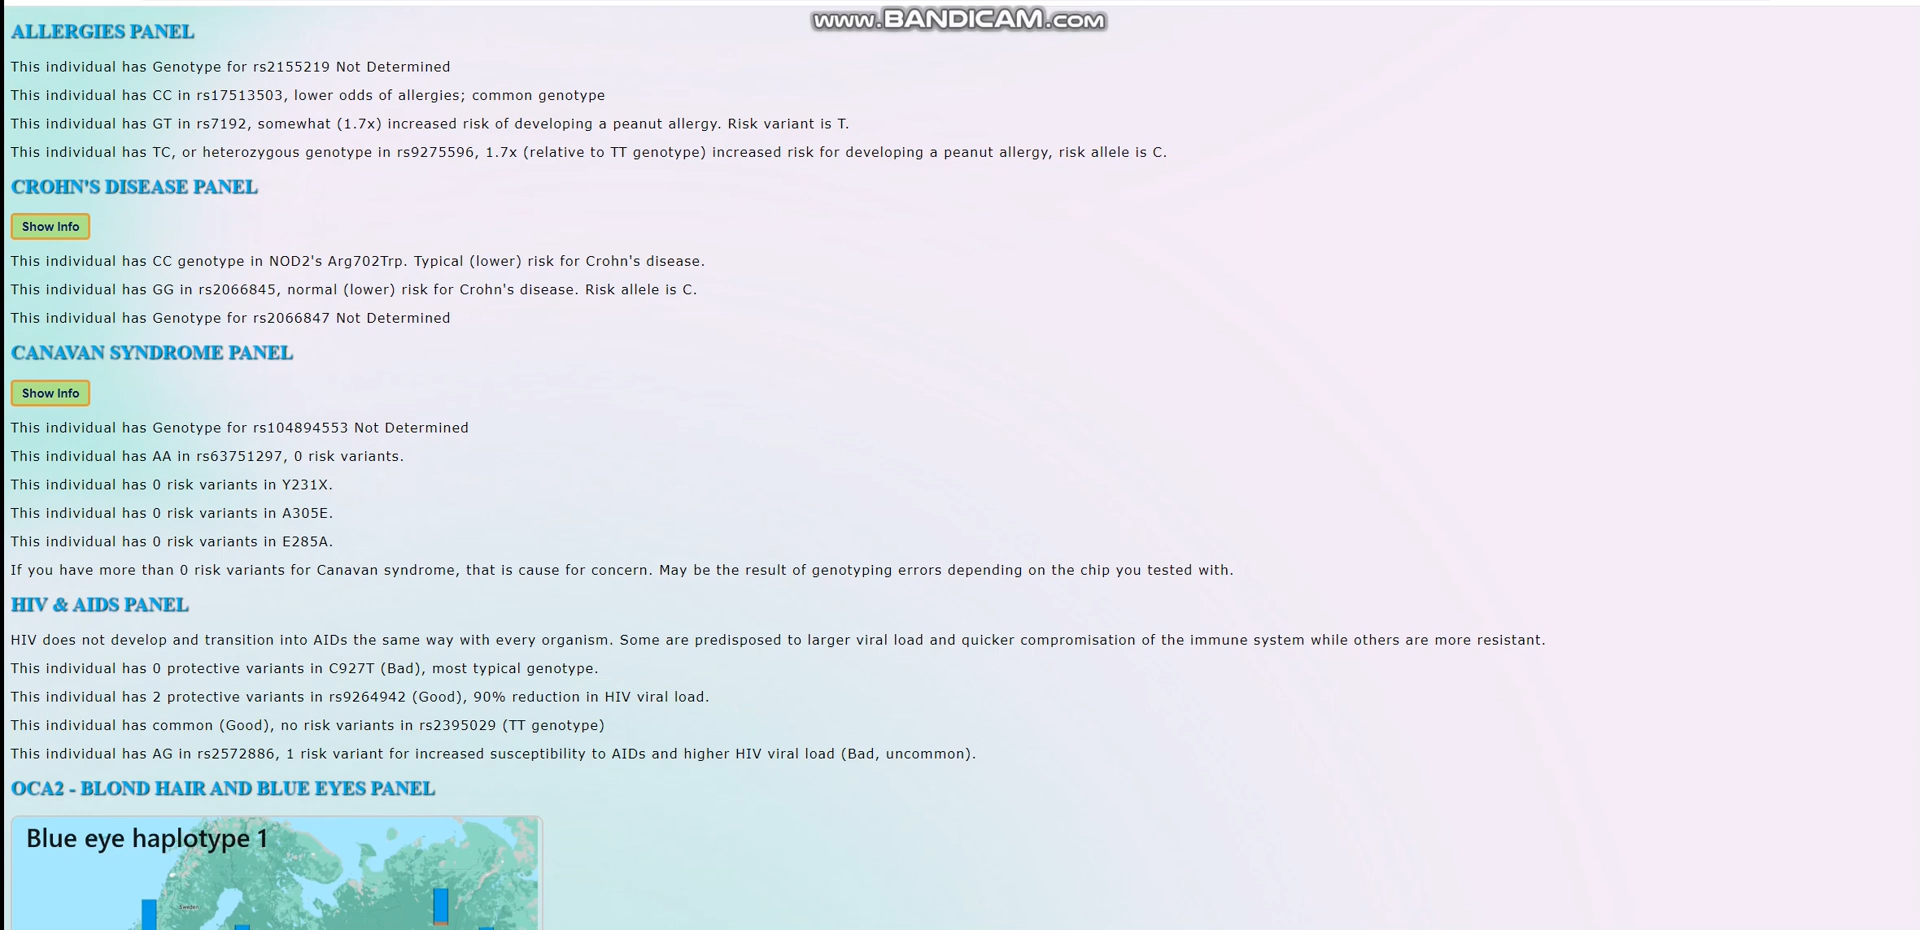 www.BANDICAM.com
ALLERGIES PANEL
This individual has Genotype for rs2155219 Not Determined
This individual has CC in rs17513503, lower odds of allergies; common genotype
This individual has GT in rs7192, somewhat (1.7x) increased risk of developing a peanut allergy. Risk variant is T.
This individual has TC, or heterozygous genotype in rs9275596, 1.7x (relative to TT genotype) increased risk for developing a peanut allergy, risk allele is C.
CROHN'S DISEASE PANEL
Show Info
This individual has CC genotype in NOD2's Arg702Trp. Typical (lower) risk for Crohn's disease.
This individual has GG in rs2066845, normal (lower) risk for Crohn's disease. Risk allele is C.
This individual has Genotype for rs2066847 Not Determined
CANAVAN SYNDROME PANEL
Show Info
This individual has Genotype for rs104894553 Not Determined
This individual has AA in rs63751297, 0 risk variants.
This individual has 0 risk variants in Y231X.
This individual has 0 risk variants in A305E.
This individual has 0 risk variants in E285A.
If you have more than 0 risk variants for Canavan syndrome, that is cause for concern. May be the result of genotyping errors depending on the chip you tested with.
HIV & AIDS PANEL
HIV does not develop and transition into AIDs the same way with every organism. Some are predisposed to larger viral load and quicker compromisation of the immune system while others are more resistant.
This individual has 0 protective variants in C927T (Bad), most typical genotype.
This individual has 2 protective variants in rs9264942 (Good), 90% reduction in HIV viral load.
This individual has common (Good), no risk variants in rs2395029 (TT genotype)
This individual has AG in rs2572886, 1 risk variant for increased susceptibility to AIDs and higher HIV viral load (Bad, uncommon).
OCA2 - BLOND HAIR AND BLUE EYES PANEL
Blue eye haplotype 1
Sweden